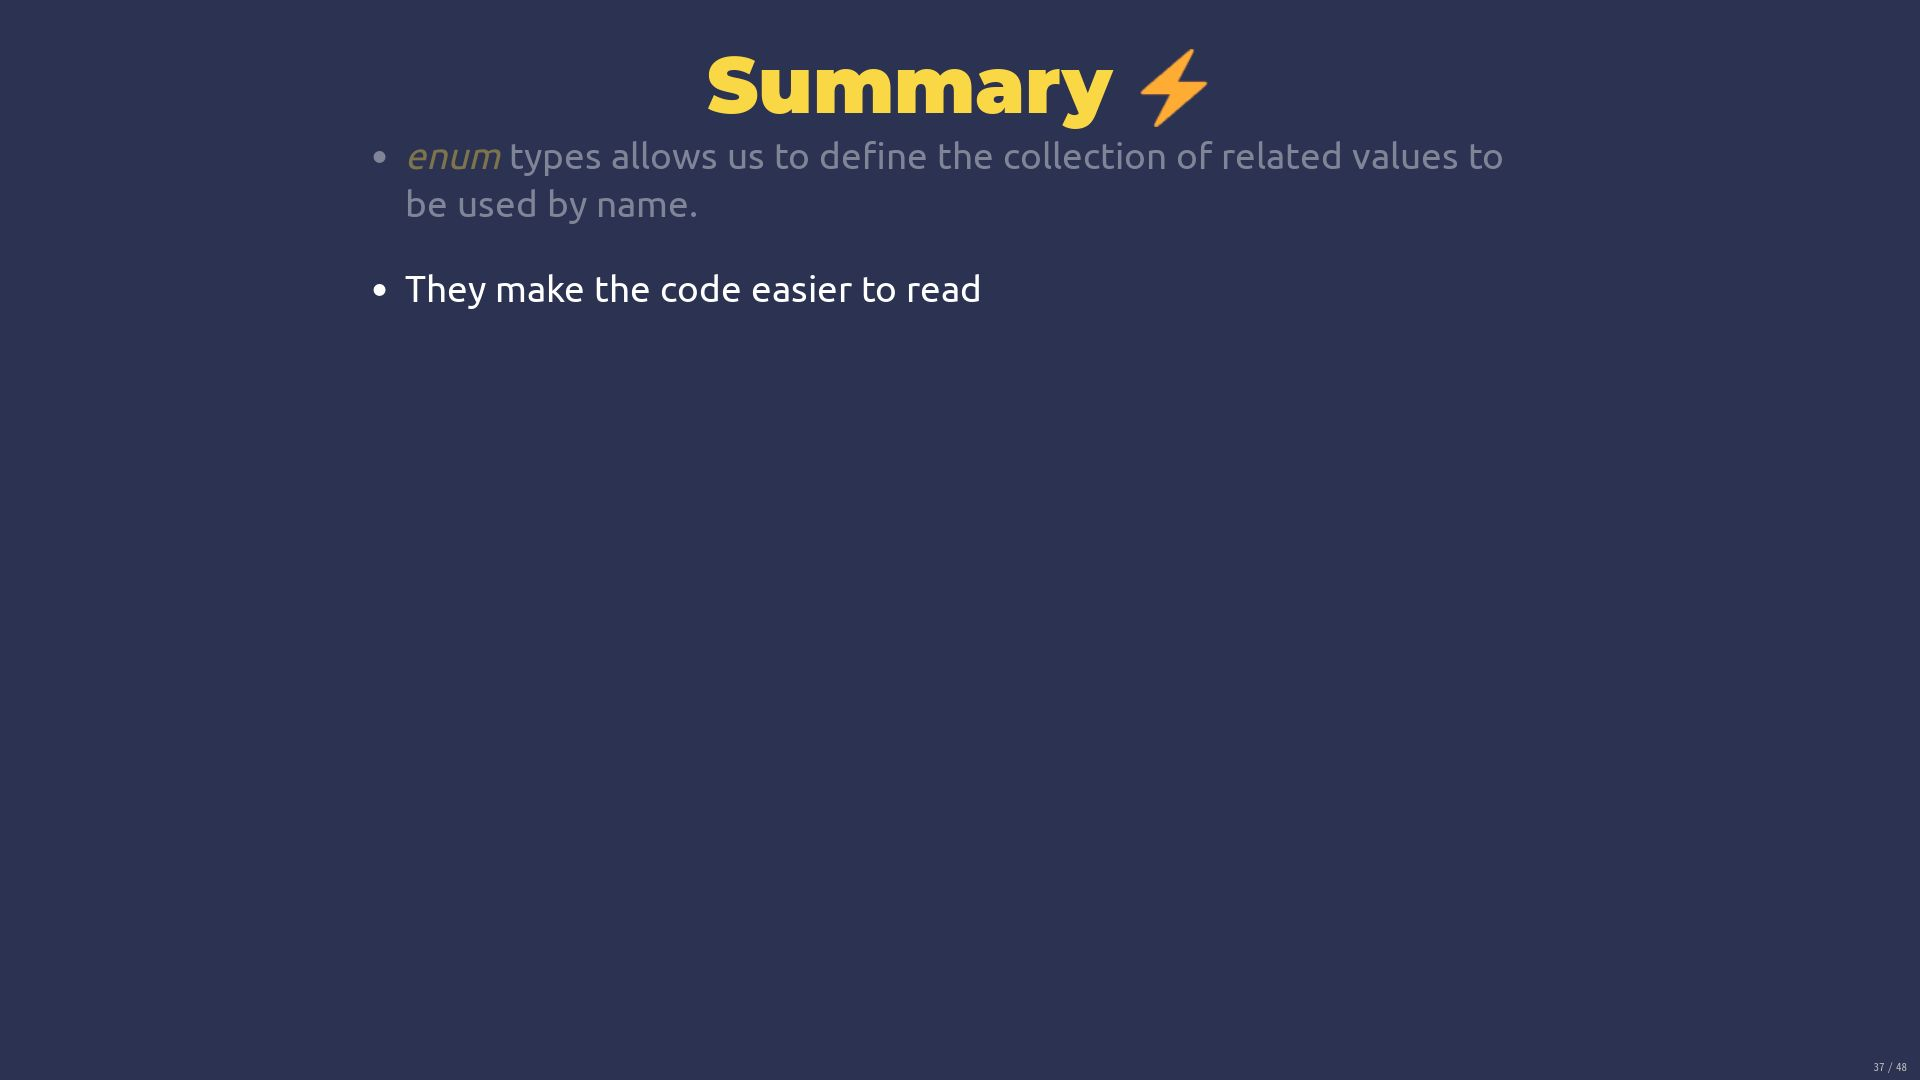 Summary ⚡
• enum types allows us to define the collection of related values to
be used by name.
• They make the code easier to read
37 / 48